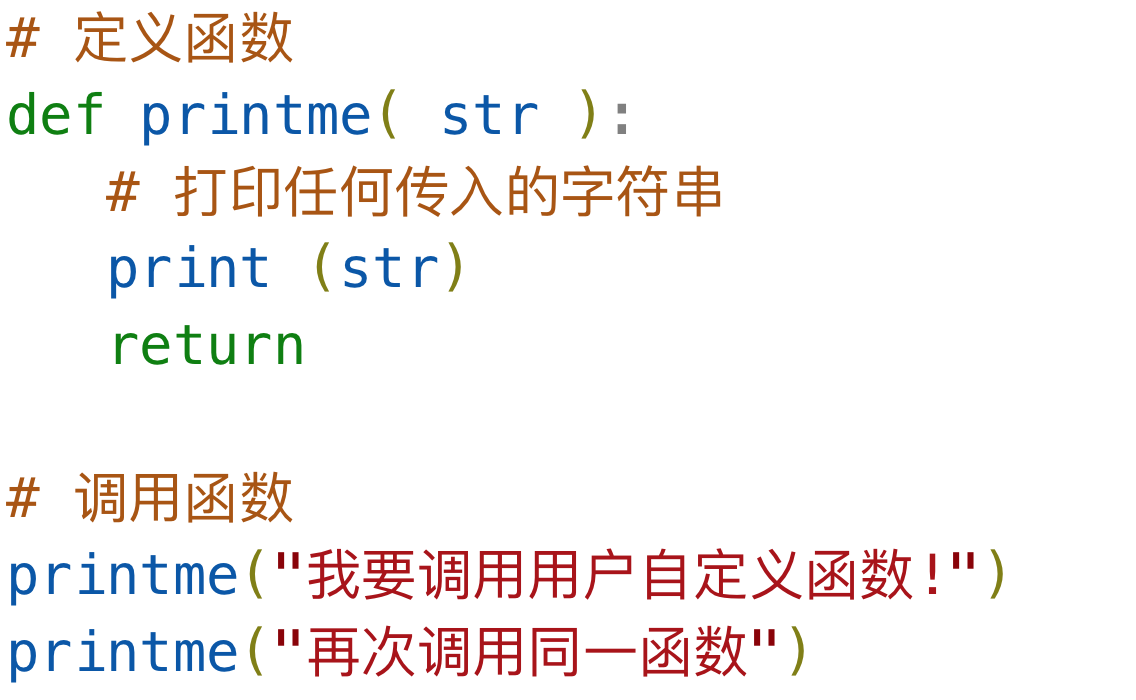 # 定义函数
def printme( str ):
   # 打印任何传入的字符串
   print (str)
   return

# 调用函数
printme("我要调用用户自定义函数!")
printme("再次调用同一函数")